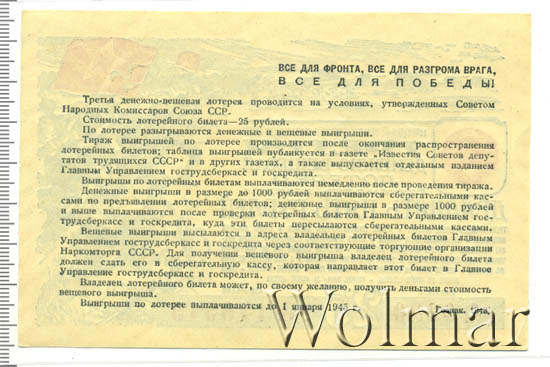 ВСЕ ДЛЯ ФРОНТА, ВСЕ ДЛЯ РАЗГРОМА ВРАГА,
ВСЕ ДЛЯ ПОБЕДЫ!
Третья денежно-вещевая лотерея проводится на условиях, утвержденных Советом
Народных Комиссаров Союза ССР.
Стоимость лотерейного билета—25 рублей.
По лотерее разыгрываются денежные и вещевые выигрыши.
Тираж выигрышей по лотерее производится после окончания распространения
лотерейных билетов; таблица выигрышей публикуется в газете „Известия Советов депу-
татов трудящихся СССР" и в других газетах, а также выпускается отдельным изданием
Главным Управлением гострудсберкасс и госкредита.
Выигрыши по лотерейным билетам выплачиваются немедленно после проведения тиража.
Денежные выигрыши в размере до 1000 рублей выплачиваются сберегательными кас-
сами по предъявлении лотерейных билетов; денежные выигрыши в размере 1000 рублей
и выше выплачиваются после проверки лотерейных билетов Главным Управлением гос-
трудсберкасс и госкредита, куда эти билеты пересылаются сберегательными кассами.
Вещевые выигрыши высылаются в адреса владельцев лотерейных билетов Главным
Управлением гострудсберкасс и госкредита через соответствующие торгующие организации
Наркомторга СССР. Для получения вещевого выигрыша владелец лотерейного билета
должен сдать его в сберегательную кассу, которая направляет этот билет в Главное
Управление гострудсберкасс и госкредита.
Владелец лотерейного билета может, по своему желанию, получить деньгами стоимость
вещевого выигрыша.
Выигрыши по лотерее выплачиваются до 1 января 1945 г.
Wolmar